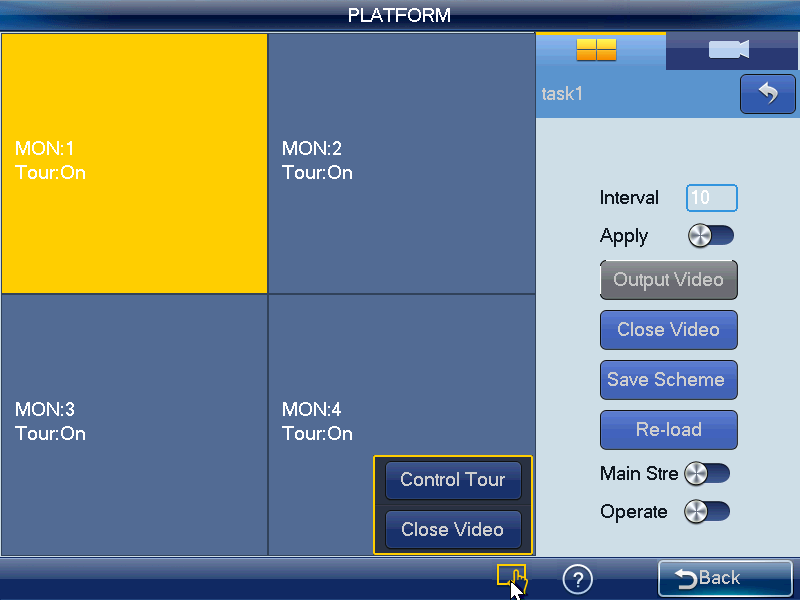 PLATFORM
MON:1
Tour:On
MON:2
Tour:On
MON:3
Tour:On
MON:4
Tour:On
Control Tour
Close Video
task1
Interval 10
Apply
Output Video
Close Video
Save Scheme
Re-load
Main Stre
Operate
?
Back